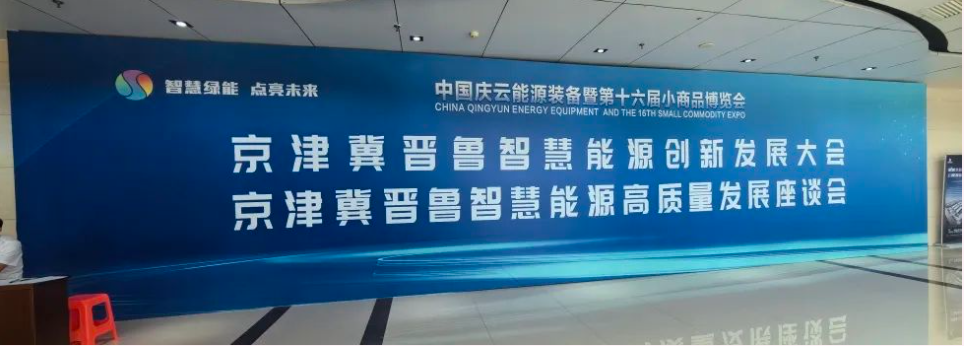 智慧绿能 点亮未来
中国庆云能源装备暨第十六届小商品博览会
CHINA QINGYUN ENERGY EQUIPMENT AND THE 16TH SMALL COMMODITY EXPO
京津冀晋鲁智慧能源创新发展大会
京津冀晋鲁智慧能源高质量发展座谈会